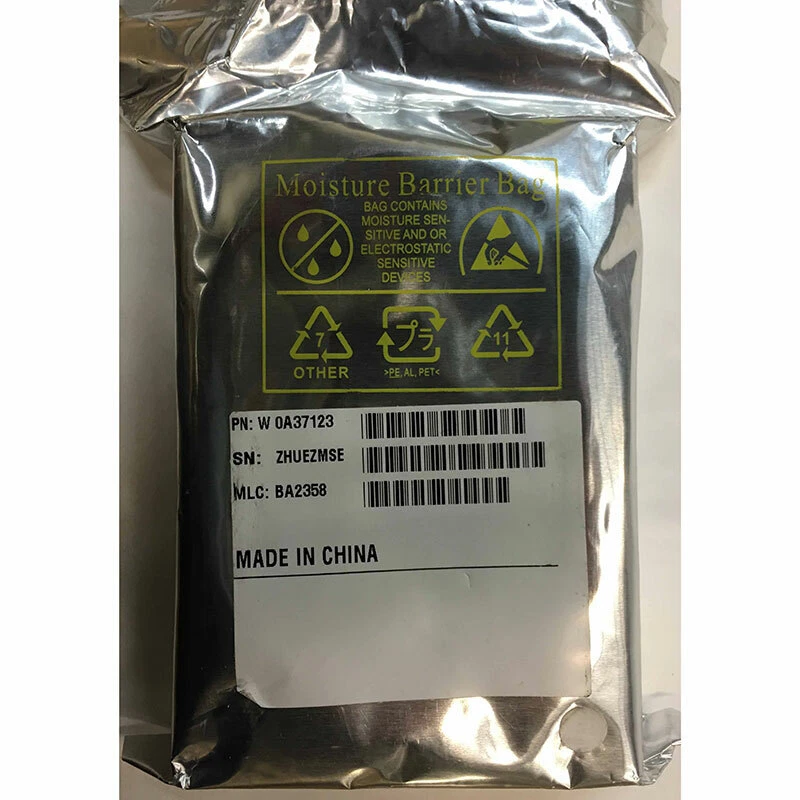 Moisture Barrier Bag
BAG CONTAINS
MOISTURE SEN-
SITIVE AND OR
ELECTROSTATIC
SENSITIVE
DEVICES
7
プラ
11
OTHER
>PE, AL, PET<
PN: W 0A37123
SN: ZHUEZMSE
MLC: BA2358
MADE IN CHINA